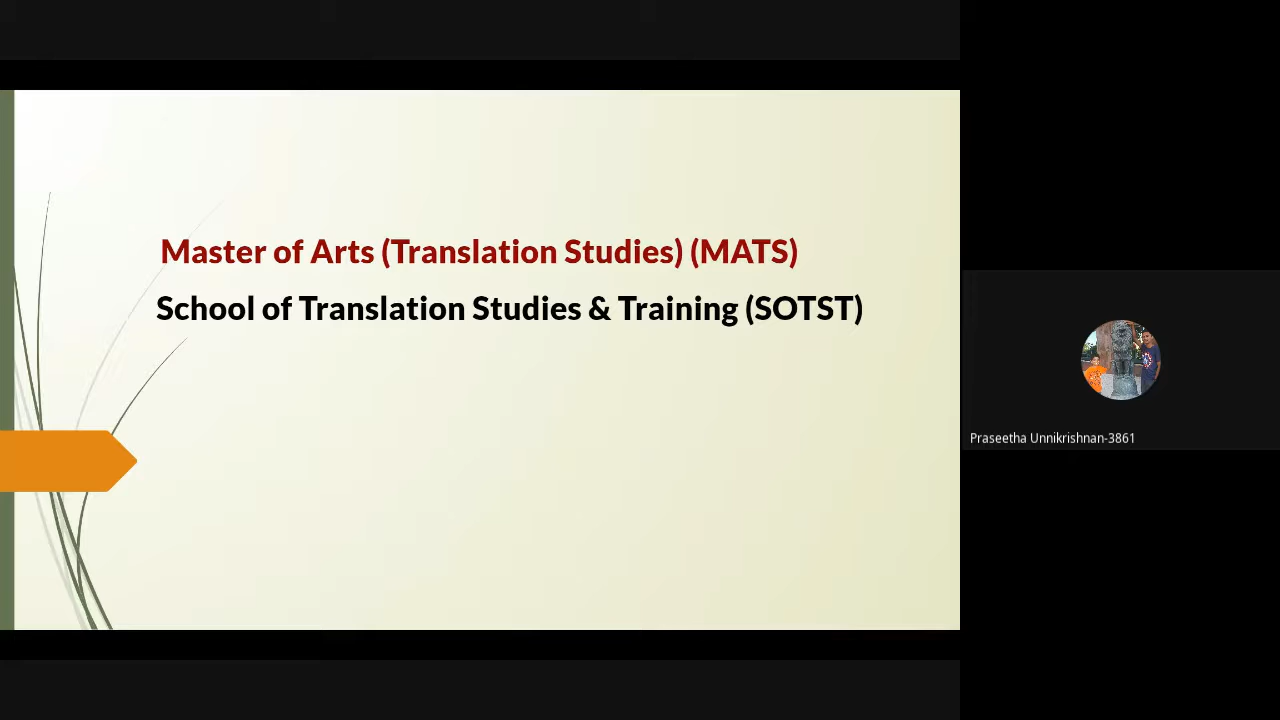 Master of Arts (Translation Studies) (MATS)
School of Translation Studies & Training (SOTST)
Praseetha Unnikrishnan-3861